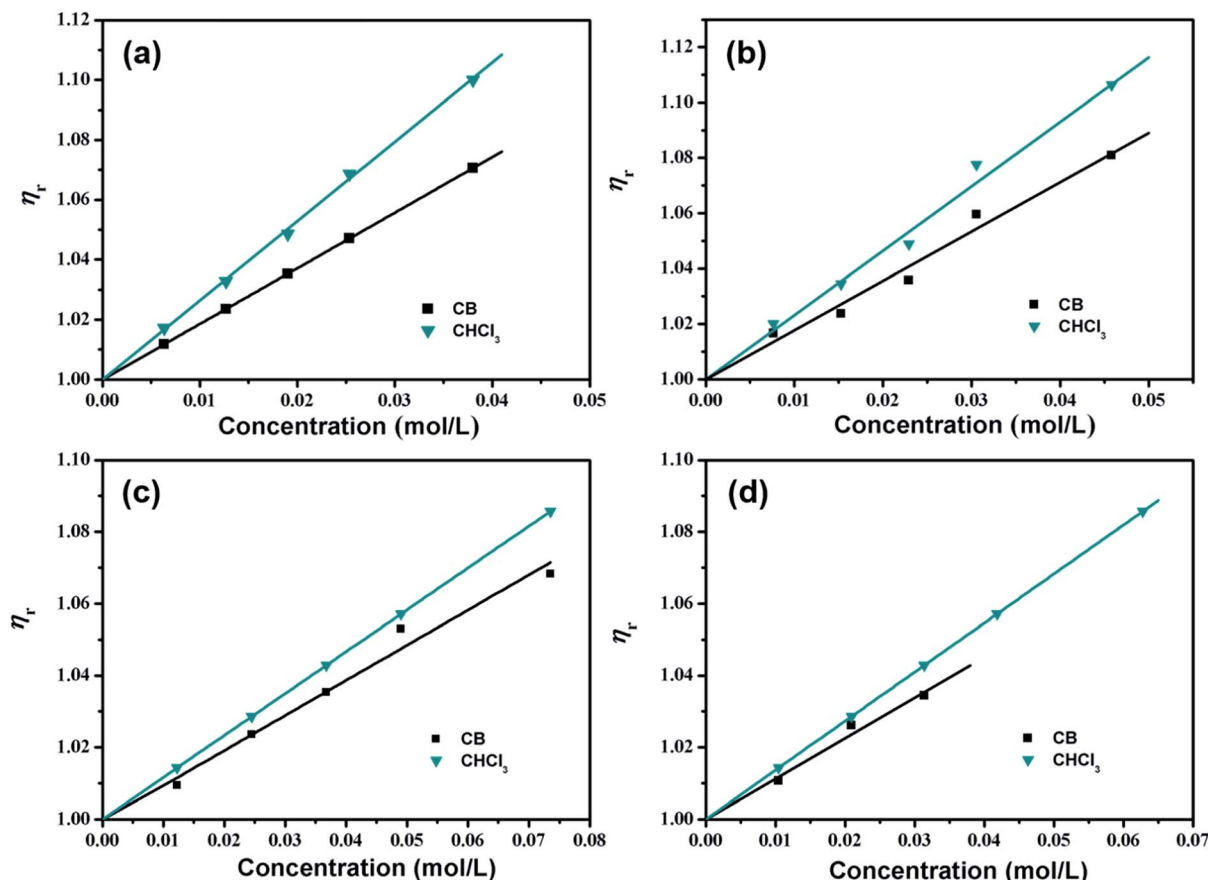 (a)
1.12
1.10
1.08
1.06
1.04
1.02
1.00
ηr
CB
CHCl3
0.00 0.01 0.02 0.03 0.04 0.05
Concentration (mol/L)
(b)
1.12
1.10
1.08
1.06
1.04
1.02
1.00
ηr
CB
CHCl3
0.00 0.01 0.02 0.03 0.04 0.05
Concentration (mol/L)
(c)
1.10
1.08
1.06
1.04
1.02
1.00
ηr
CB
CHCl3
0.00 0.01 0.02 0.03 0.04 0.05 0.06 0.07 0.08
Concentration (mol/L)
(d)
1.10
1.08
1.06
1.04
1.02
1.00
ηr
CB
CHCl3
0.00 0.01 0.02 0.03 0.04 0.05 0.06 0.07
Concentration (mol/L)